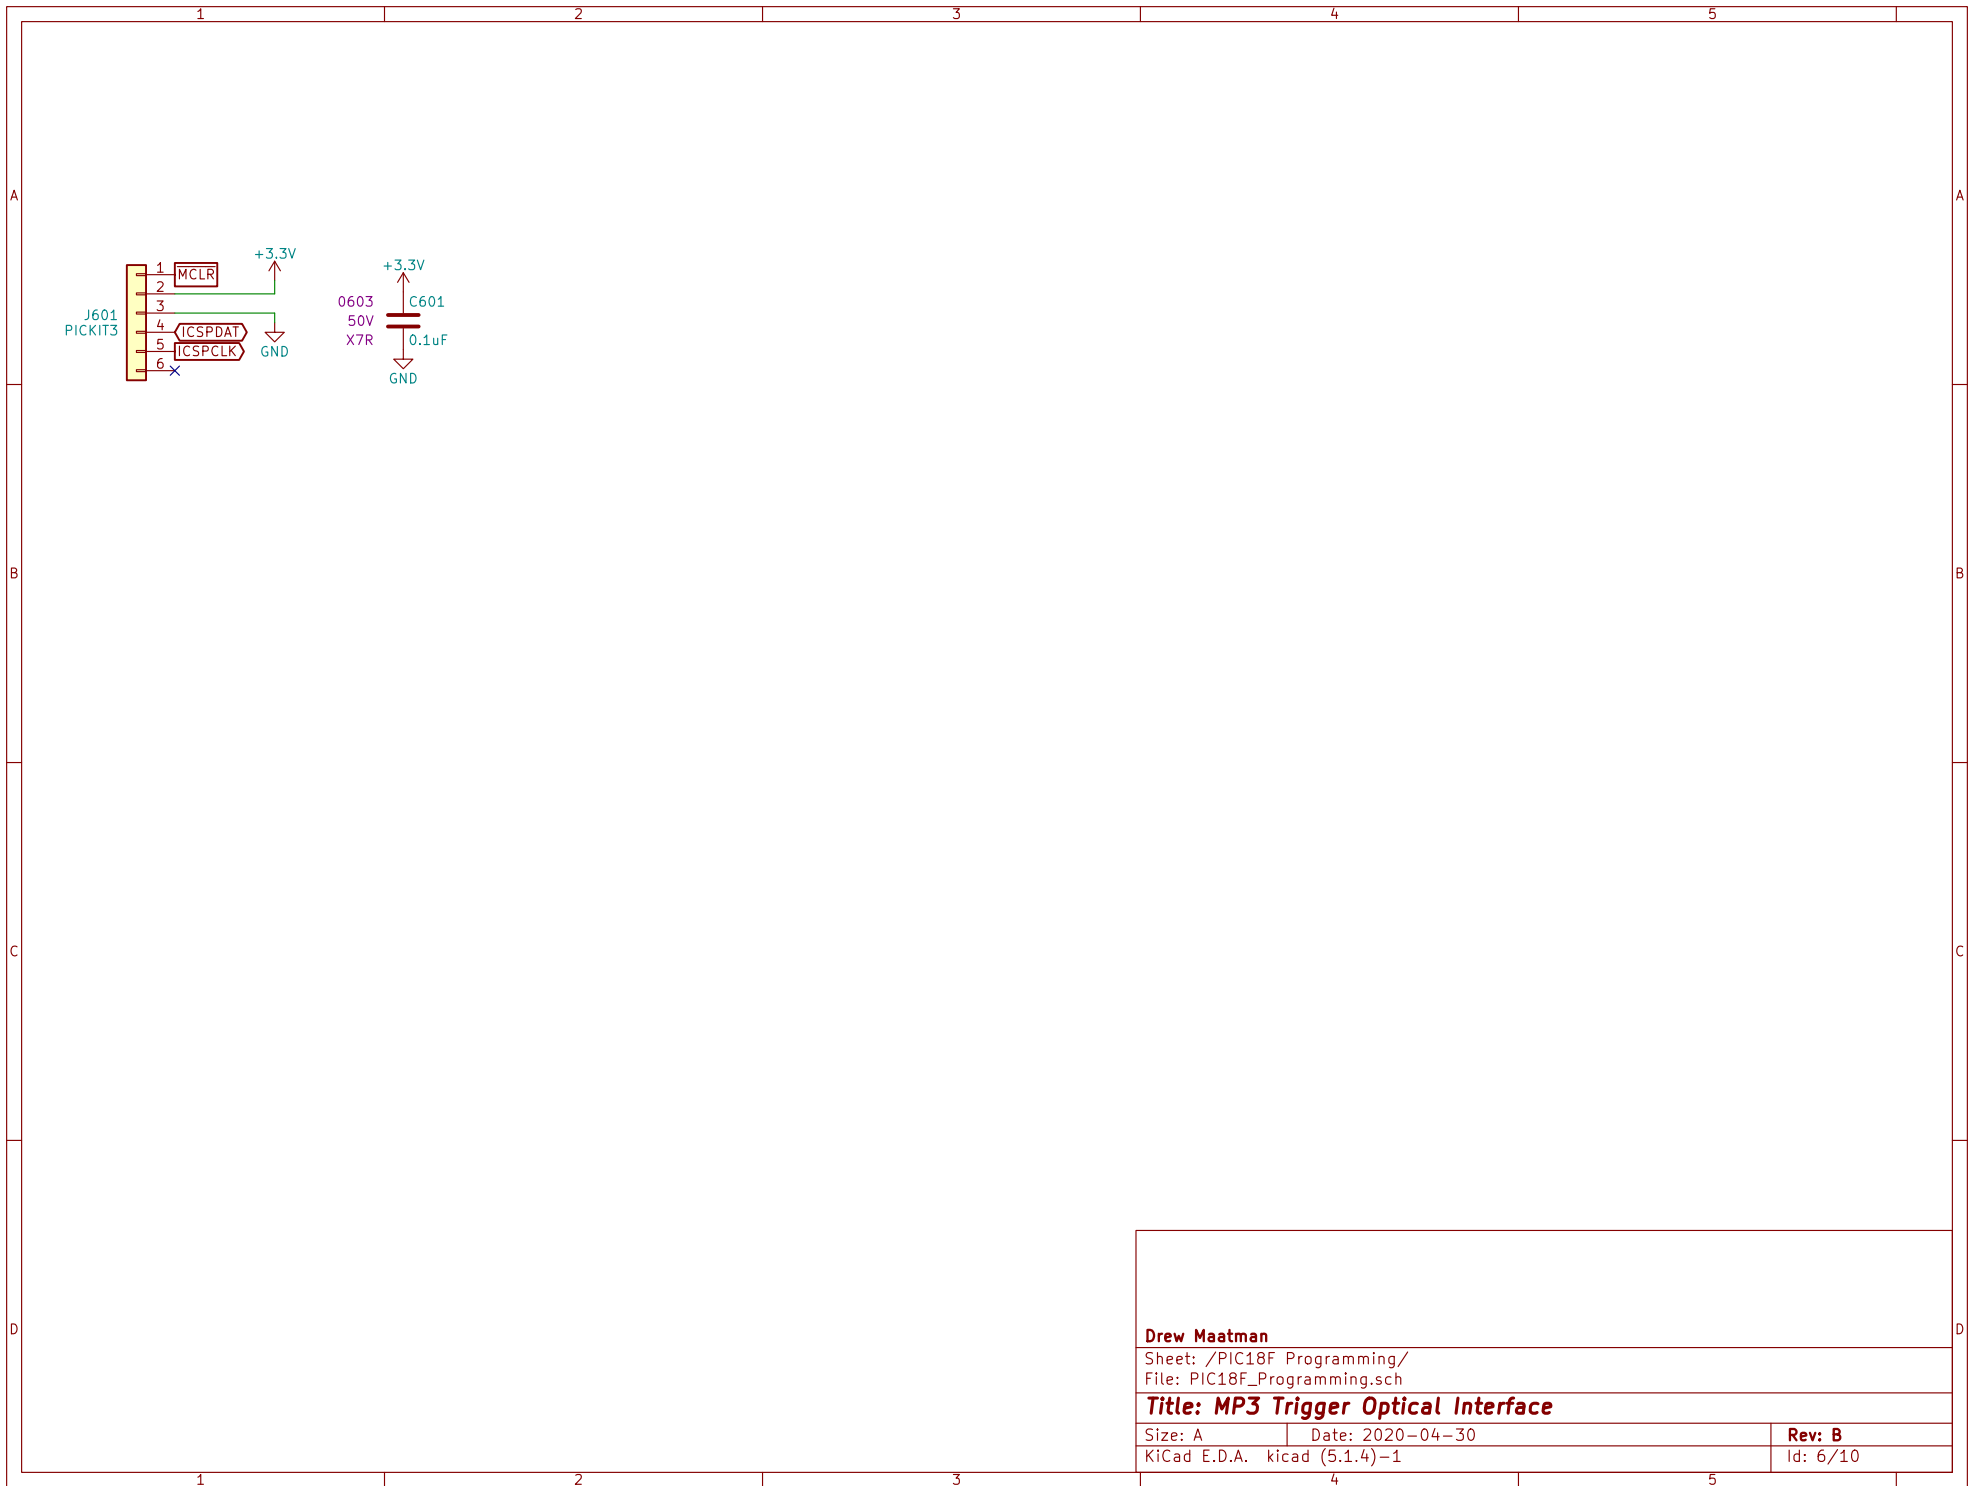 1 2 3 4 5
A A
+3.3V
1 MCLR
2
3
J601
PICKIT3
4 ICSPDAT
5 ICSPCLK
6
GND
+3.3V
0603 C601
50V
X7R 0.1uF
GND
B B
C C
D D
Drew Maatman
Sheet: /PIC18F Programming/
File: PIC18F_Programming.sch
Title: MP3 Trigger Optical Interface
Size: A Date: 2020-04-30 Rev: B
KiCad E.D.A. kicad (5.1.4)-1 Id: 6/10
1 2 3 4 5